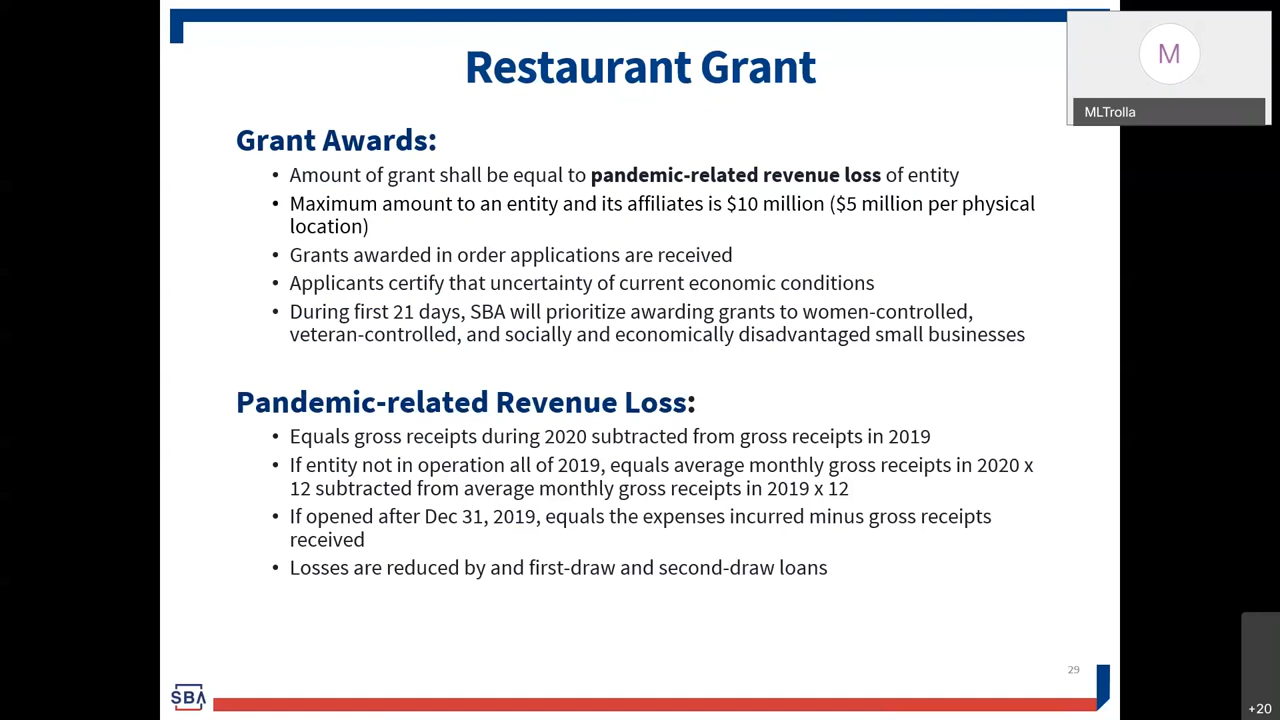 Restaurant Grant
M
MLTrolla
Grant Awards:
• Amount of grant shall be equal to pandemic-related revenue loss of entity
• Maximum amount to an entity and its affiliates is $10 million ($5 million per physical
location)
• Grants awarded in order applications are received
• Applicants certify that uncertainty of current economic conditions
• During first 21 days, SBA will prioritize awarding grants to women-controlled,
veteran-controlled, and socially and economically disadvantaged small businesses
Pandemic-related Revenue Loss:
• Equals gross receipts during 2020 subtracted from gross receipts in 2019
• If entity not in operation all of 2019, equals average monthly gross receipts in 2020 x
12 subtracted from average monthly gross receipts in 2019 x 12
• If opened after Dec 31, 2019, equals the expenses incurred minus gross receipts
received
• Losses are reduced by and first-draw and second-draw loans
29
SBA
+20